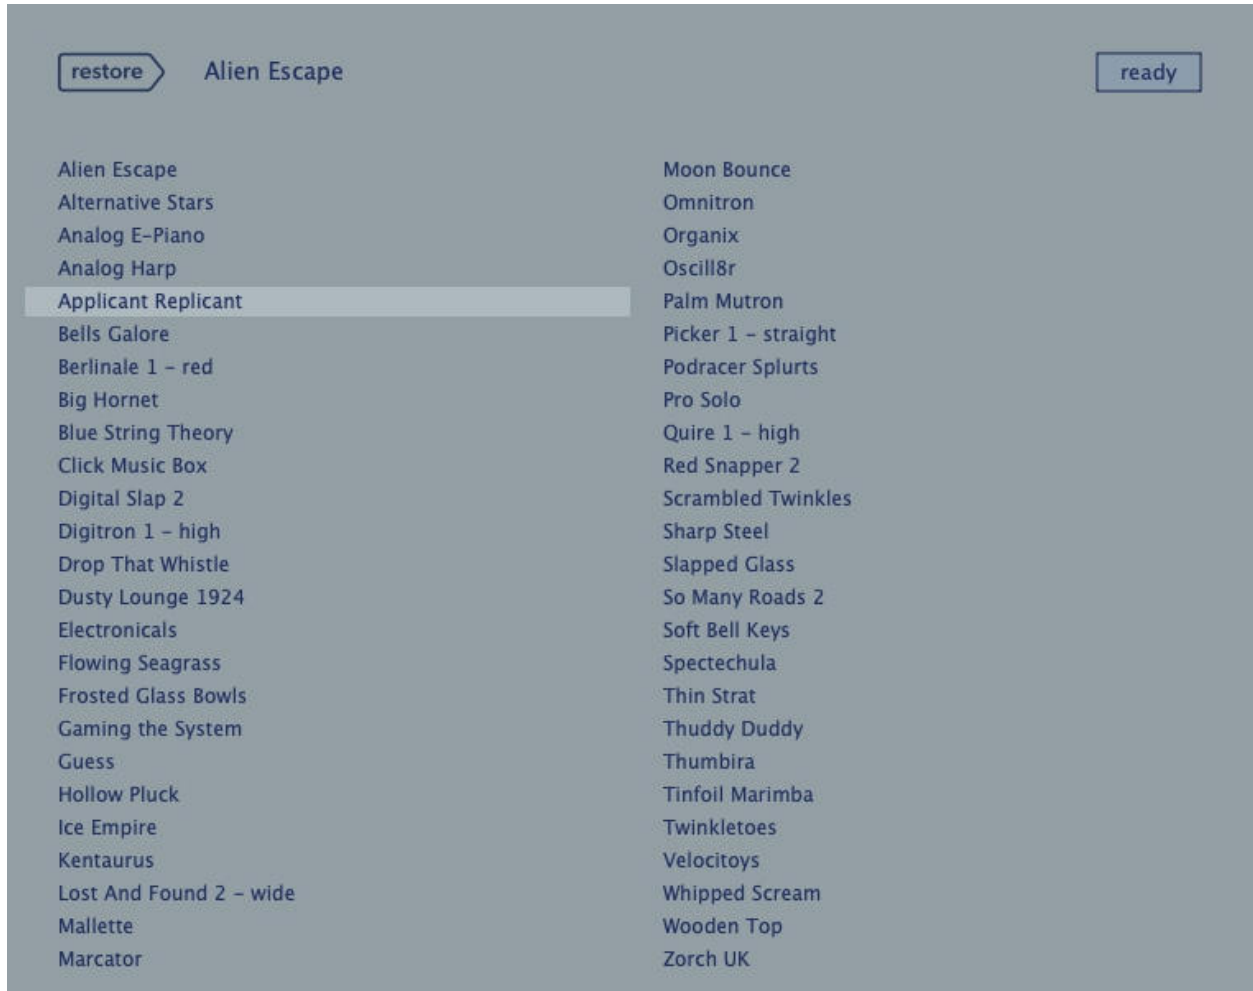 restore
Alien Escape
ready
Alien Escape
Alternative Stars
Analog E-Piano
Analog Harp
Applicant Replicant
Bells Galore
Berlinale 1 – red
Big Hornet
Blue String Theory
Click Music Box
Digital Slap 2
Digitron 1 – high
Drop That Whistle
Dusty Lounge 1924
Electronicals
Flowing Seagrass
Frosted Glass Bowls
Gaming the System
Guess
Hollow Pluck
Ice Empire
Kentaurus
Lost And Found 2 – wide
Mallette
Marcator
Moon Bounce
Omnitron
Organix
Oscill8r
Palm Mutron
Picker 1 – straight
Podracer Splurts
Pro Solo
Quire 1 – high
Red Snapper 2
Scrambled Twinkles
Sharp Steel
Slapped Glass
So Many Roads 2
Soft Bell Keys
Spectechula
Thin Strat
Thuddy Duddy
Thumbira
Tinfoil Marimba
Twinkletoes
Velocitoys
Whipped Scream
Wooden Top
Zorch UK